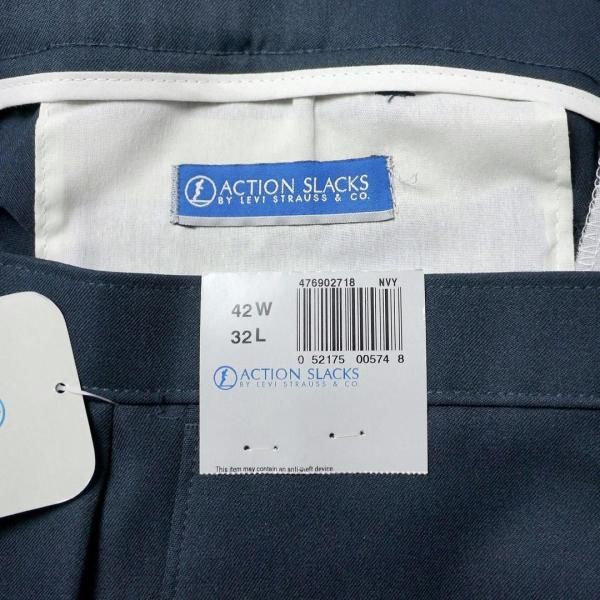 ACTION SLACKS
BY LEVI STRAUSS & CO.
42 W
32 L
476902718 NVY
0 52175 00574 8
ACTION SLACKS
BY LEVI STRAUSS & CO.
This item may contain an anti-theft device